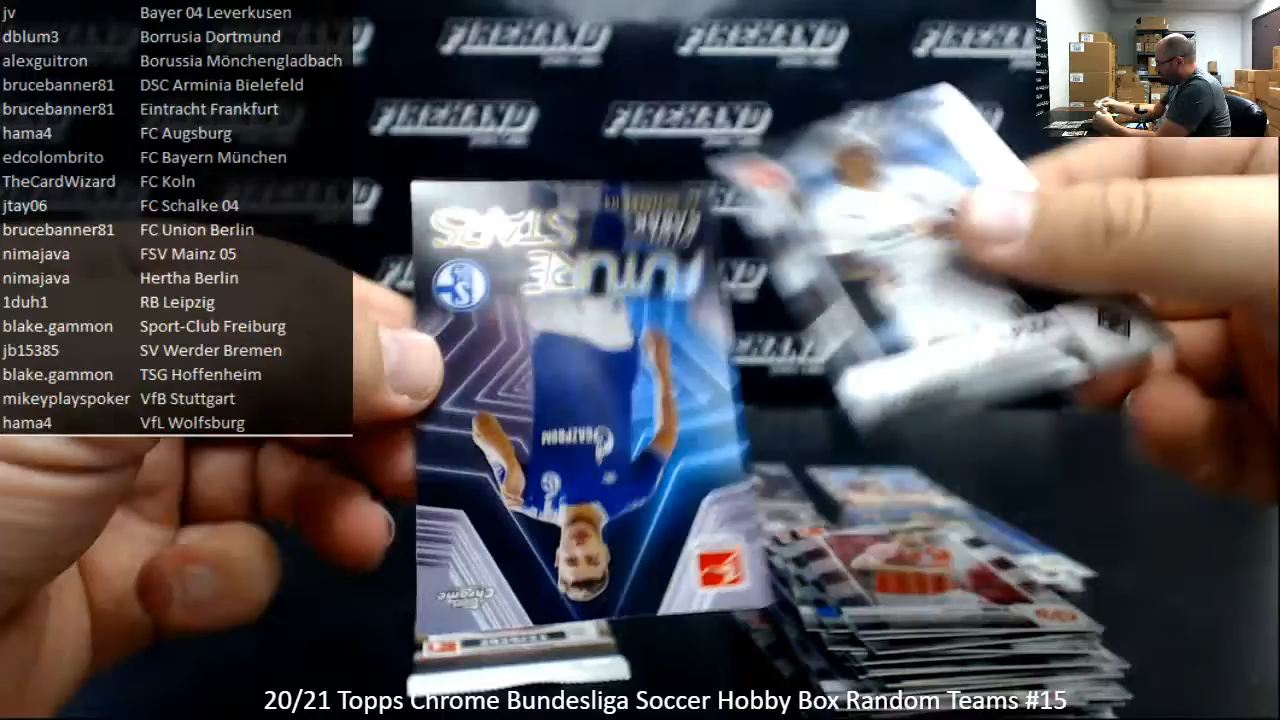 jv Bayer 04 Leverkusen
dblum3 Borrusia Dortmund
alexguitron Borussia Mönchengladbach
brucebanner81 DSC Arminia Bielefeld
brucebanner81 Eintracht Frankfurt
hama4 FC Augsburg
edcolombrito FC Bayern München
TheCardWizard FC Koln
jtay06 FC Schalke 04
brucebanner81 FC Union Berlin
nimajava FSV Mainz 05
nimajava Hertha Berlin
1duh1 RB Leipzig
blake.gammon Sport-Club Freiburg
jb15385 SV Werder Bremen
blake.gammon TSG Hoffenheim
mikeyplayspoker VfB Stuttgart
hama4 VfL Wolfsburg
FIREHAND FIREHAND FIREHAND
FIREHAND FIREHAND
FUTURE
STARS
GAZPROM
Topps Chrome
20/21 Topps Chrome Bundesliga Soccer Hobby Box Random Teams #15